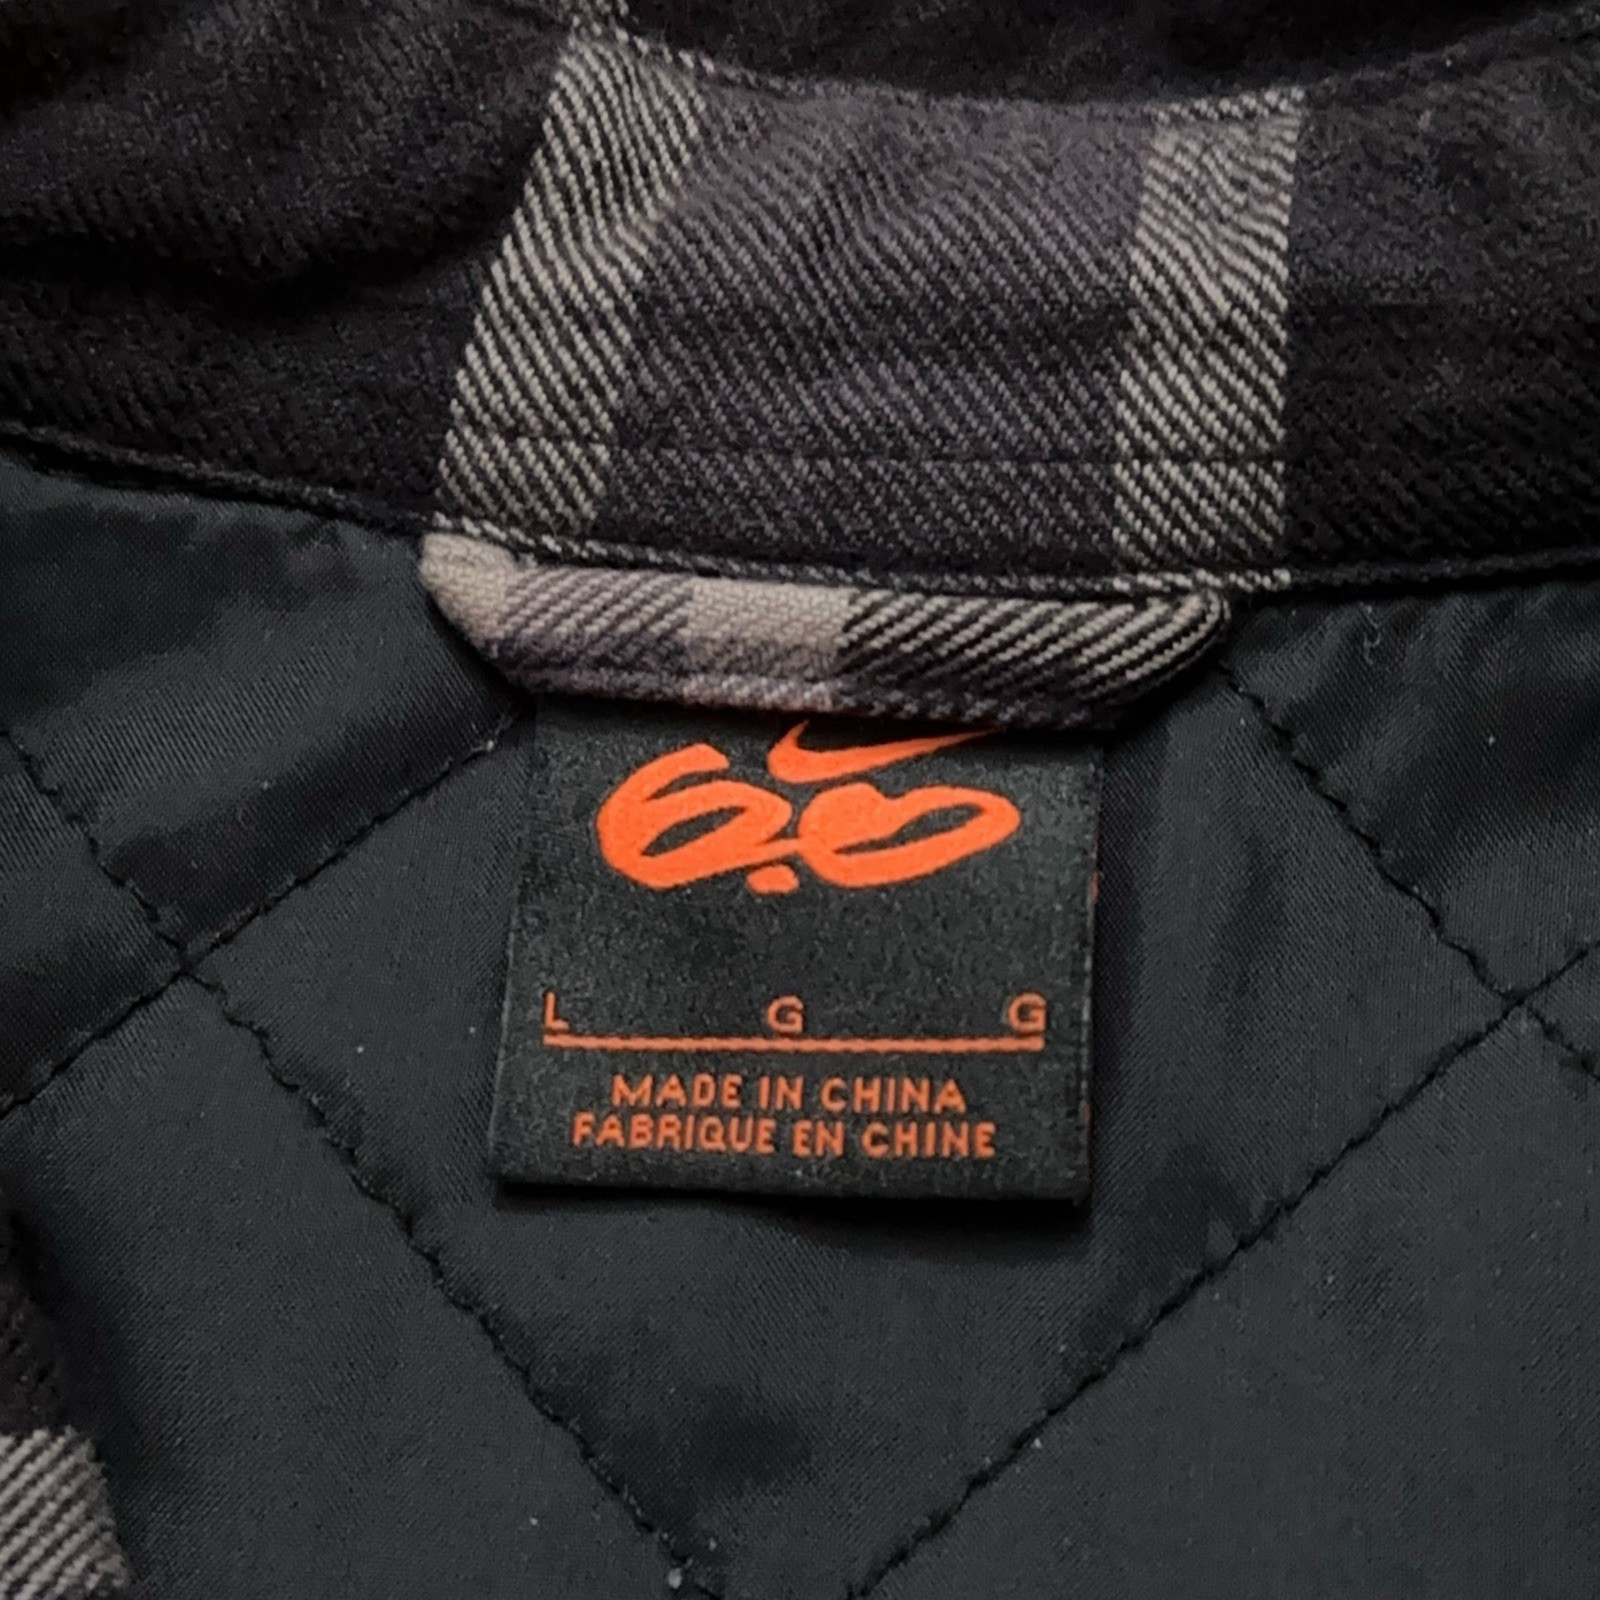 6.0
L G G
MADE IN CHINA
FABRIQUE EN CHINE